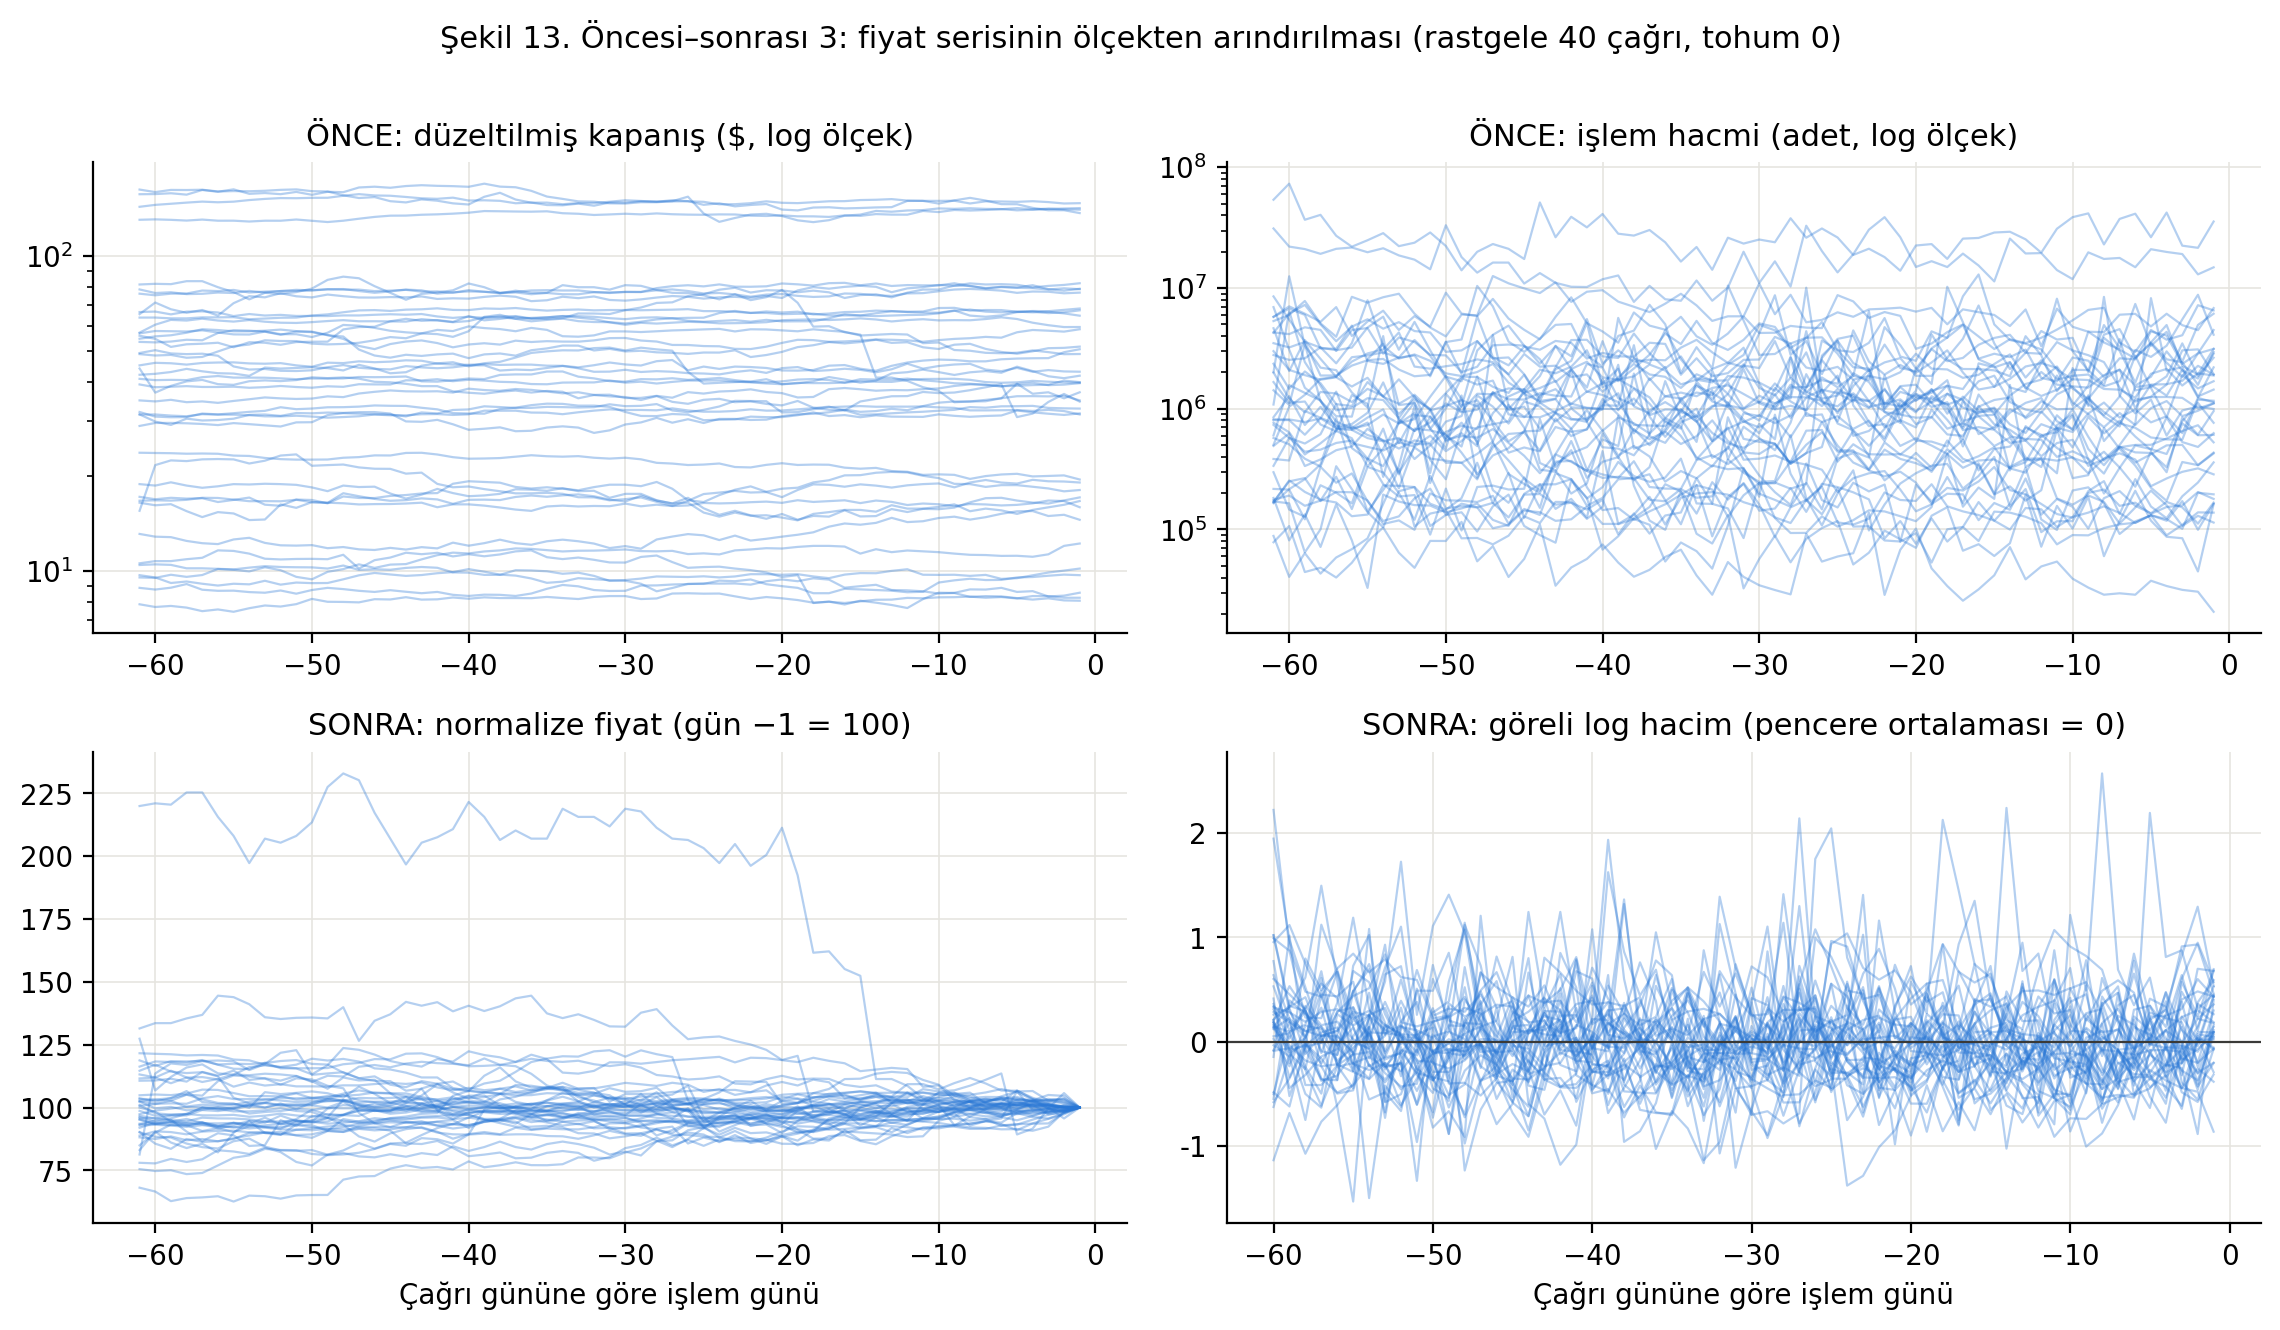 Şekil 13. Öncesi–sonrası 3: fiyat serisinin ölçekten arındırılması (rastgele 40 çağrı, tohum 0)
ÖNCE: düzeltilmiş kapanış ($, log ölçek)
10²
10¹
−60 −50 −40 −30 −20 −10 0
ÖNCE: işlem hacmi (adet, log ölçek)
10⁸
10⁷
10⁶
10⁵
−60 −50 −40 −30 −20 −10 0
SONRA: normalize fiyat (gün −1 = 100)
225
200
175
150
125
100
75
−60 −50 −40 −30 −20 −10 0
Çağrı gününe göre işlem günü
SONRA: göreli log hacim (pencere ortalaması = 0)
2
1
0
-1
−60 −50 −40 −30 −20 −10 0
Çağrı gününe göre işlem günü